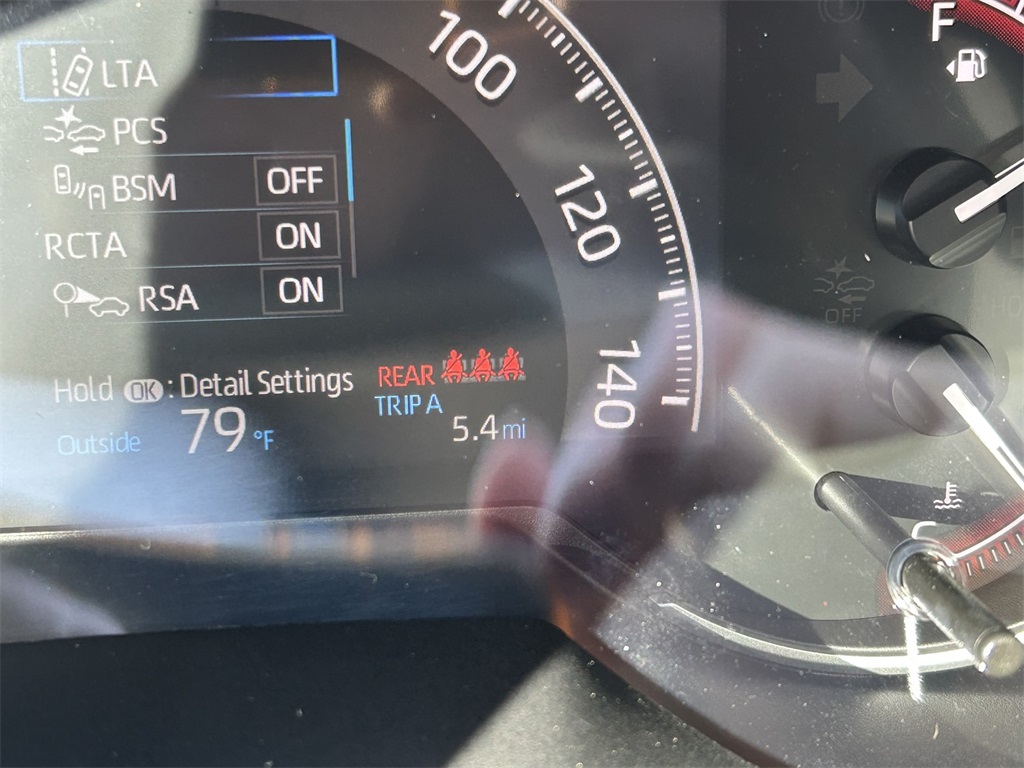 LTA
PCS
BSM OFF
RCTA ON
RSA ON
Hold OK : Detail Settings
Outside 79 °F
REAR
TRIP A
5.4 mi
100
120
140
F
OFF
C